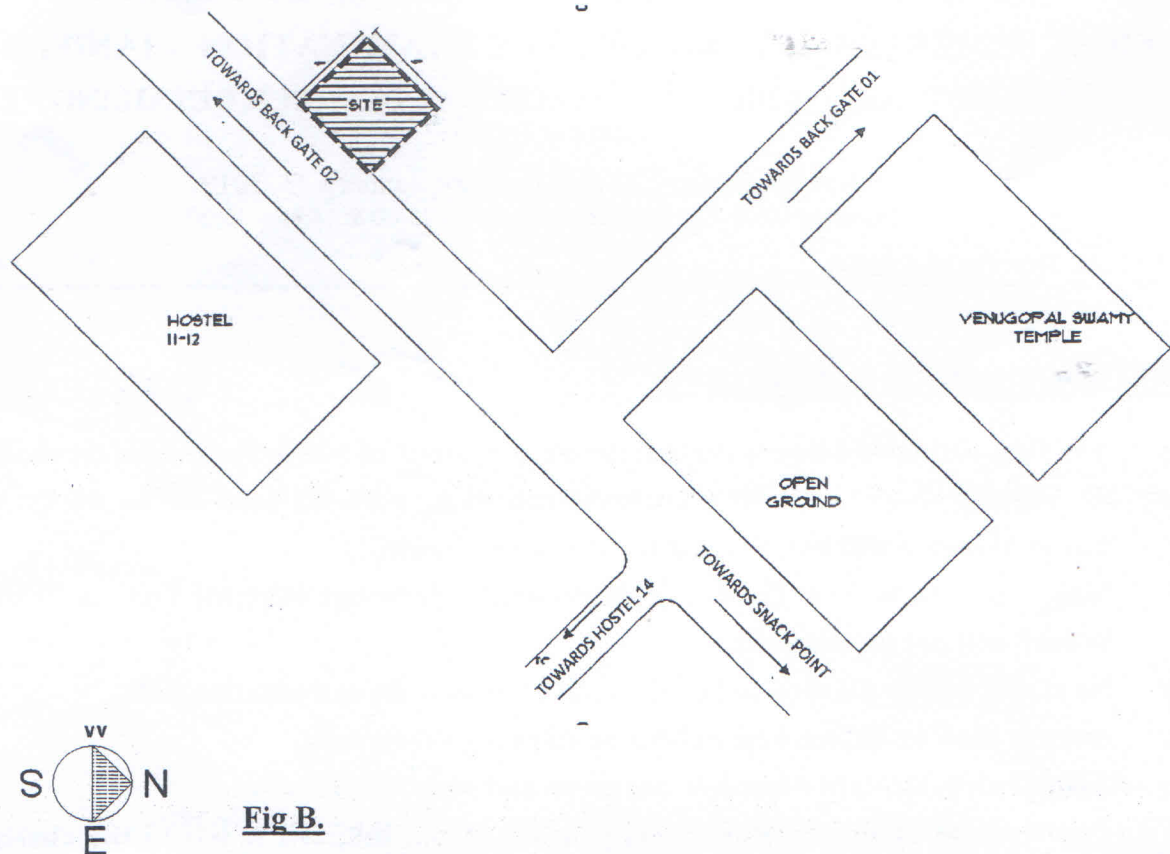 TOWARDS BACK GATE 02
SITE
TOWARDS BACK GATE 01
HOSTEL
11-12
VENUGOPAL SWAMY
TEMPLE
OPEN
GROUND
TOWARDS HOSTEL 14
TOWARDS SNACK POINT
W
S N
E
Fig B.